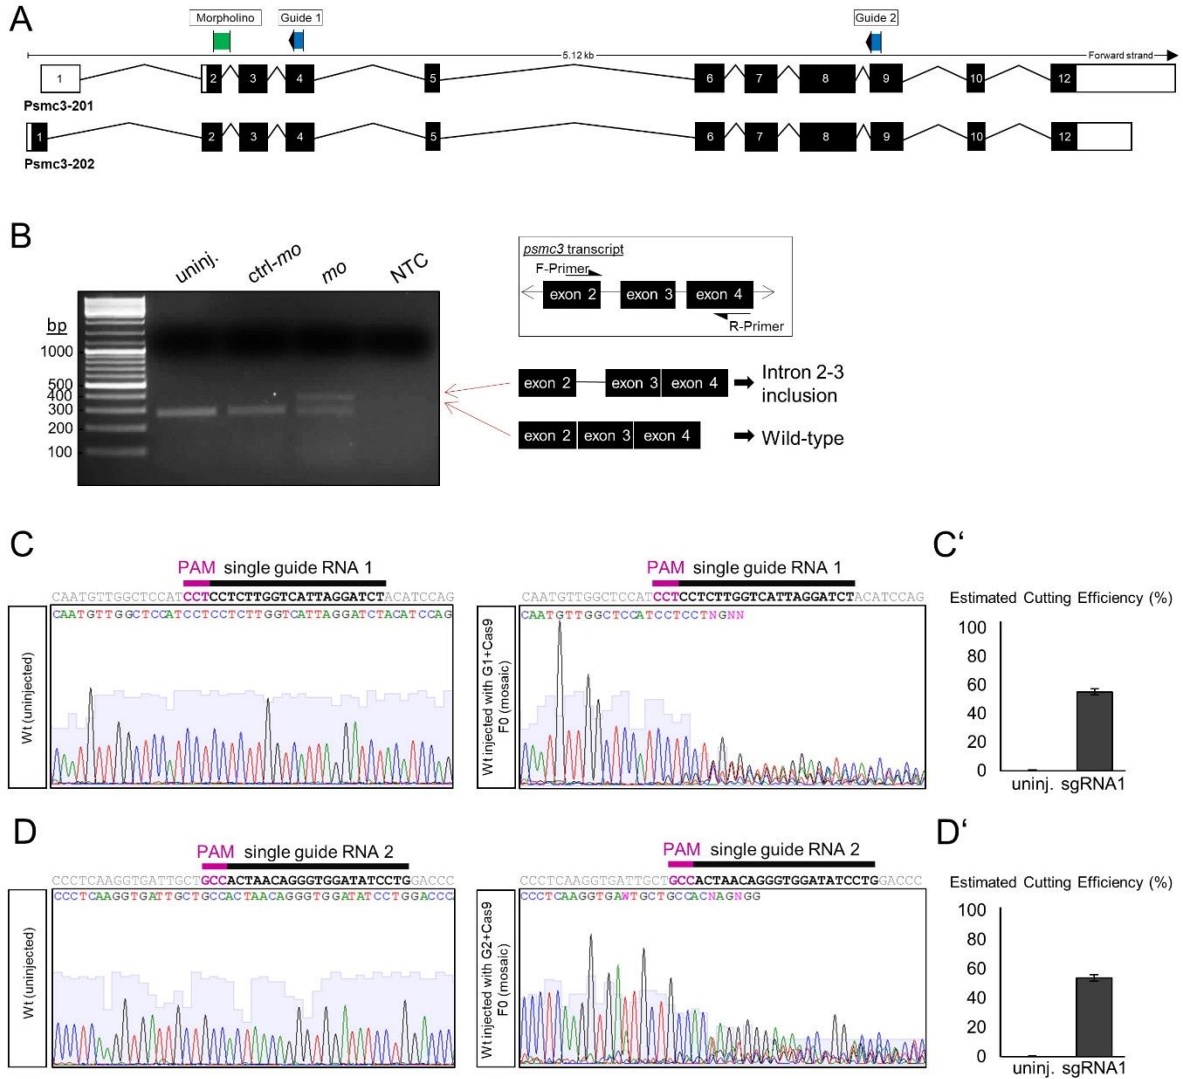 A
Morpholino
Guide 1
Guide 2
5.12 kb
Forward strand
1 2 3 4 5 6 7 8 9 10 12
Psmc3-201
1 2 3 4 5 6 7 8 9 10 12
Psmc3-202
B
uninj.
ctrl-mo
mo
NTC
bp
1000
500
400
300
200
100
psmc3 transcript
F-Primer
exon 2 exon 3 exon 4
R-Primer
exon 2 exon 3 exon 4
Intron 2-3
inclusion
exon 2 exon 3 exon 4
Wild-type
C
PAM single guide RNA 1
CAATGTTGGCTCCATCCTCCTCTTGGTCATTAGGATCTACATCCAG
CAATGTTGGCTCCATCCTCCTCTTGGTCATTAGGATCTACATCCAG
Wt (uninjected)
PAM single guide RNA 1
CAATGTTGGCTCCATCCTCCTCTTGGTCATTAGGATCTACATCCAG
CAATGTTGGCTCCATCCTCCTNGNN
Wt injected with G1+Cas9
F0 (mosaic)
C'
Estimated Cutting Efficiency (%)
100
80
60
40
20
0
uninj. sgRNA1
D
PAM single guide RNA 2
CCCTCAAGGTGATTGCTGCCACTAACAGGGTGGATATCCTGGACCC
CCCTCAAGGTGATTGCTGCCACTAACAGGGTGGATATCCTGGACCC
Wt (uninjected)
PAM single guide RNA 2
CCCTCAAGGTGATTGCTGCCACTAACAGGGTGGATATCCTGGACCC
CCCTCAAGGTGAWTGCTGCCACNAGNGG
Wt injected with G2+Cas9
F0 (mosaic)
D'
Estimated Cutting Efficiency (%)
100
80
60
40
20
0
uninj. sgRNA1